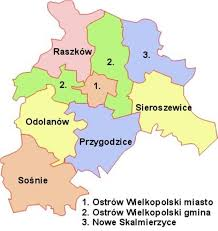 Raszków
2.
3.
2.
1.
Sieroszewice
Odolanów
Przygodzice
Sośnie
1. Ostrów Wielkopolski miasto
2. Ostrów Wielkopolski gmina
3. Nowe Skalmierzyce